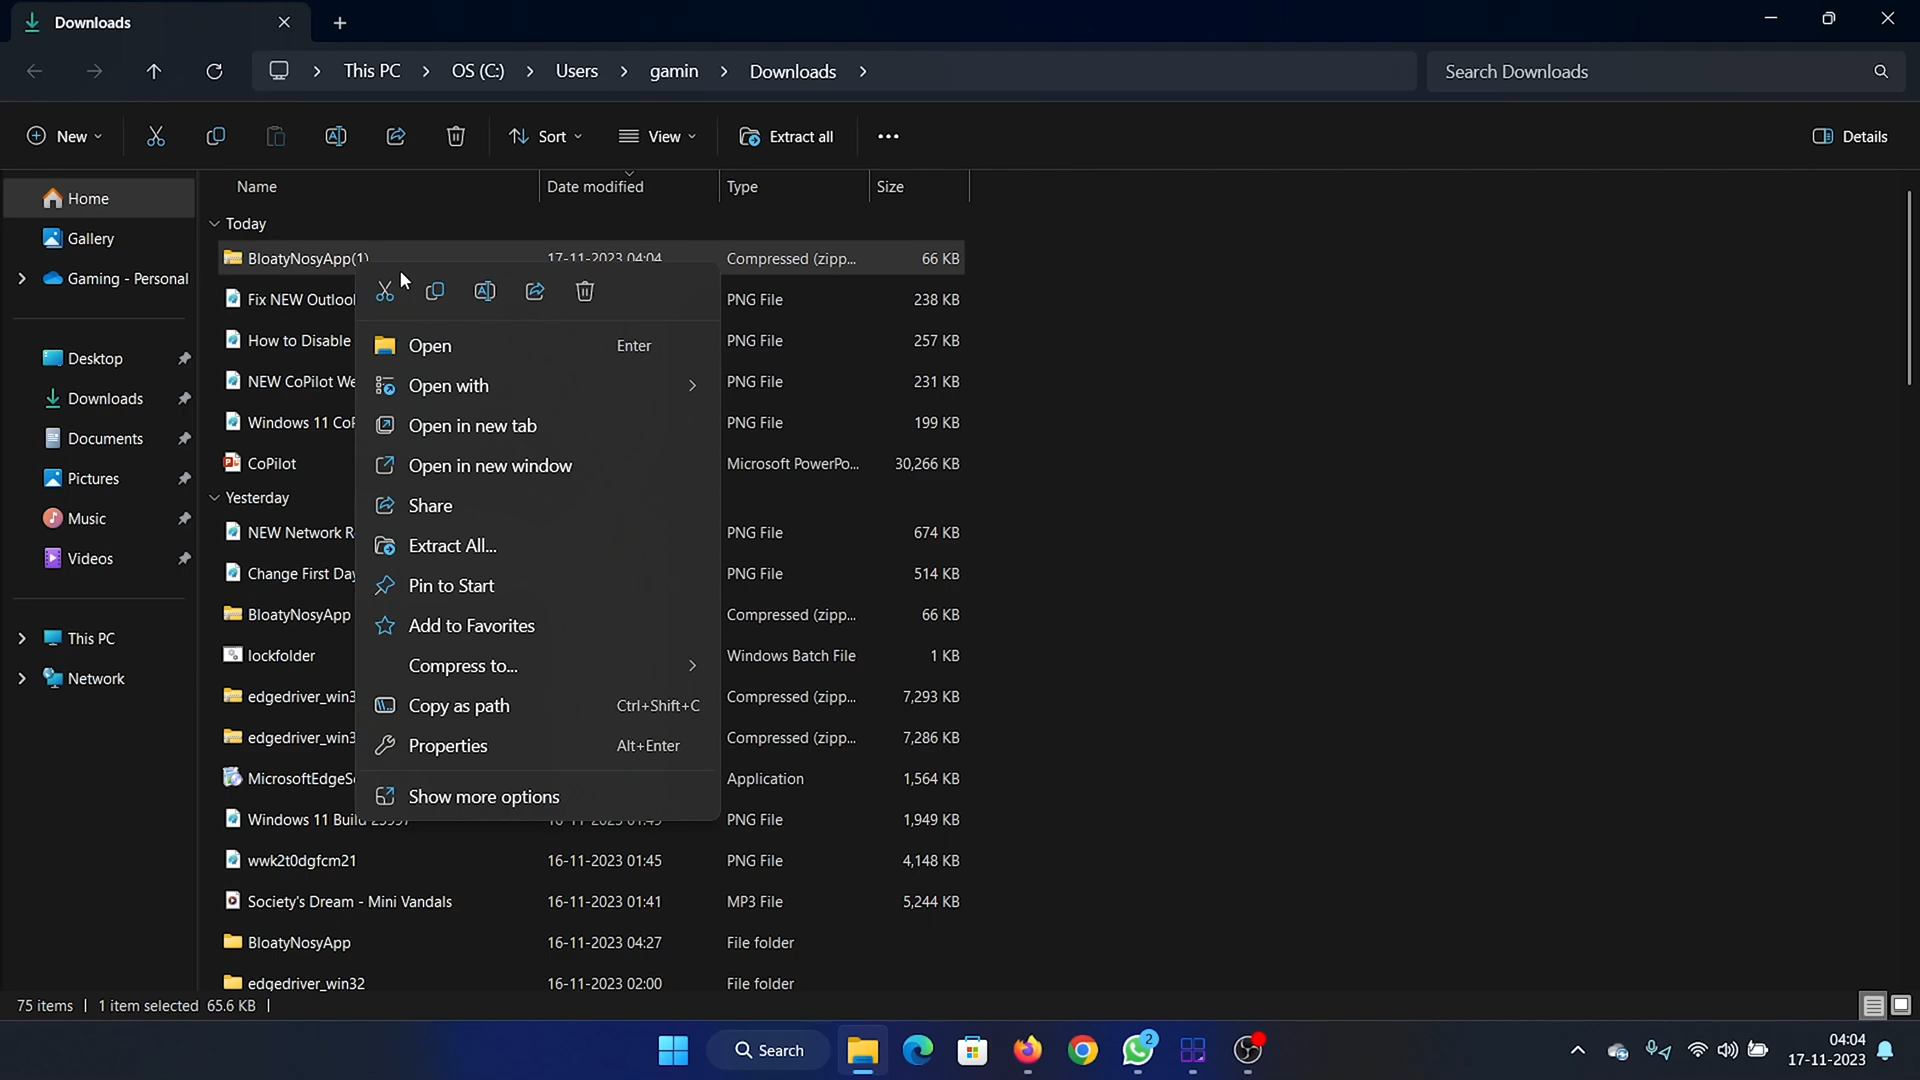 Downloads
This PC > OS (C:) > Users > gamin > Downloads >
Search Downloads
New
Sort
View
Extract all
Details
Name
Date modified
Type
Size
Home
Gallery
Gaming - Personal
Desktop
Downloads
Documents
Pictures
Music
Videos
This PC
Network
Today
BloatyNosyApp(1) 17-11-2023 04:04 Compressed (zipp... 66 KB
Fix NEW Outlook PNG File 238 KB
How to Disable PNG File 257 KB
NEW CoPilot We PNG File 231 KB
Windows 11 CoP PNG File 199 KB
CoPilot Microsoft PowerPo... 30,266 KB
Yesterday
NEW Network R PNG File 674 KB
Change First Day PNG File 514 KB
BloatyNosyApp Compressed (zipp... 66 KB
lockfolder Windows Batch File 1 KB
edgedriver_win3 Compressed (zipp... 7,293 KB
edgedriver_win3 Compressed (zipp... 7,286 KB
MicrosoftEdgeSe Application 1,564 KB
Windows 11 Build PNG File 1,949 KB
wwk2t0dgfcm21 16-11-2023 01:45 PNG File 4,148 KB
Society's Dream - Mini Vandals 16-11-2023 01:41 MP3 File 5,244 KB
BloatyNosyApp 16-11-2023 04:27 File folder
edgedriver_win32 16-11-2023 02:00 File folder
Open Enter
Open with
Open in new tab
Open in new window
Share
Extract All...
Pin to Start
Add to Favorites
Compress to...
Copy as path Ctrl+Shift+C
Properties Alt+Enter
Show more options
75 items | 1 item selected 65.6 KB |
Search
2
04:04
17-11-2023